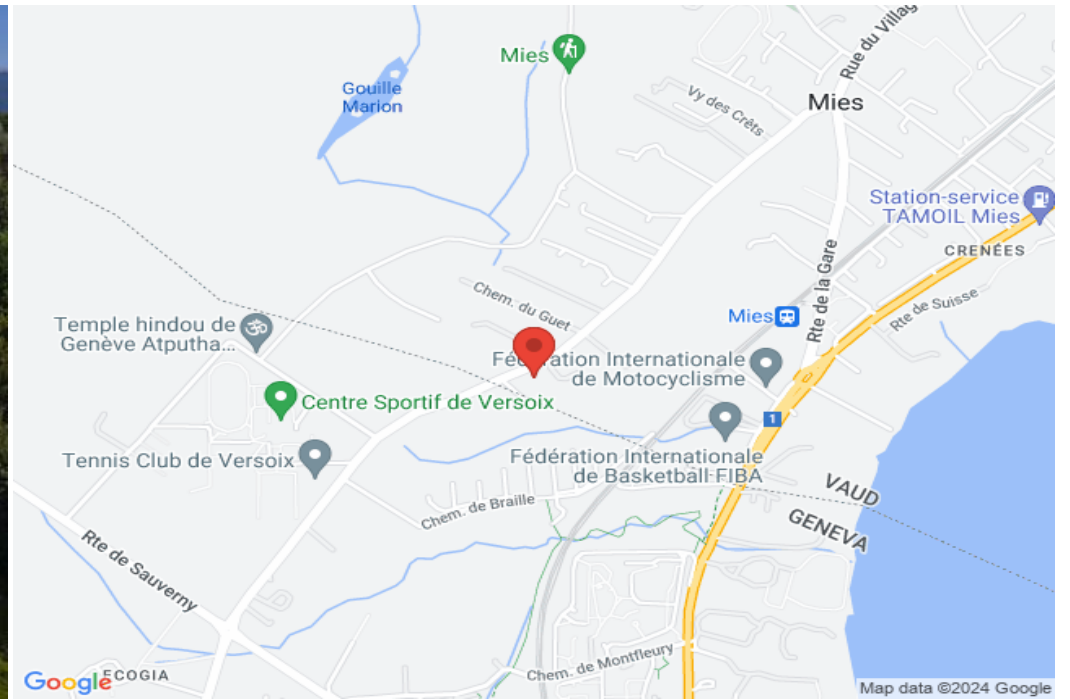 Rue du Village
Mies
Gouille
Marion
Vy des Crêts
Mies
Station-service
TAMOIL Mies
CRENÉES
Rte de la Gare
Rte de Suisse
Chem. du Guet
Mies
Temple hindou de
Genève Atputha...
Fédération Internationale
de Motocyclisme
Centre Sportif de Versoix
1
Tennis Club de Versoix
Fédération Internationale
de Basketball FIBA
VAUD
Chem. de Braille
GENEVA
Rte de Sauverny
Chem. de Montfleury
ECOGIA
Google
Map data ©2024 Google